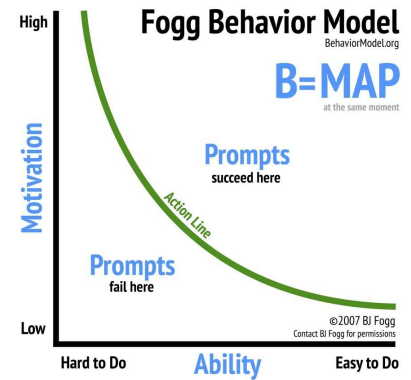 High
Fogg Behavior Model
BehaviorModel.org
B=MAP
at the same moment
Motivation
Prompts
succeed here
Action Line
Prompts
fail here
Low
©2007 BJ Fogg
Contact BJ Fogg for permissions
Hard to Do
Ability
Easy to Do